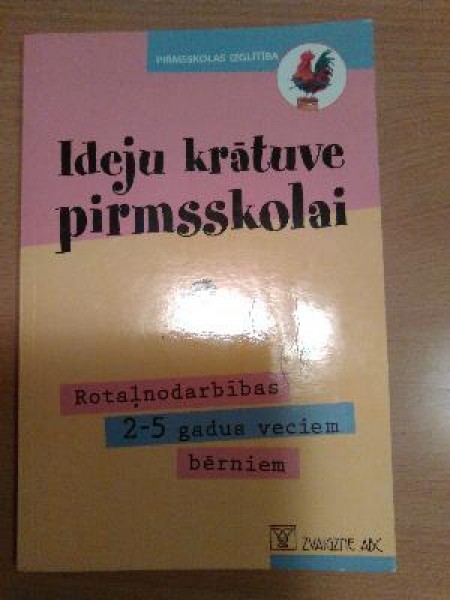 PIRMSSKOLAS IZGLĪTĪBA
Ideju krātuve
pirmsskolai
Rotaļnodarbības
2-5 gadus veciem
bērniem
ZVAIGZNE ABC